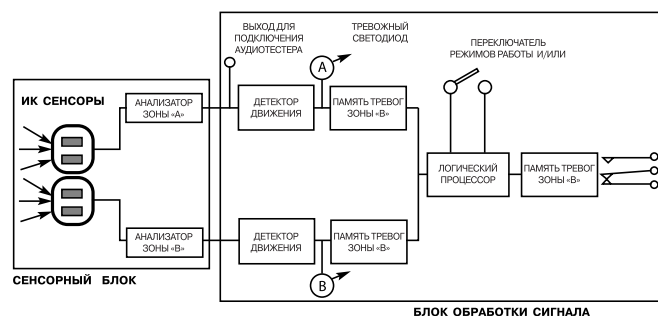 ВЫХОД ДЛЯ
ПОДКЛЮЧЕНИЯ
АУДИОТЕСТЕРА
ТРЕВОЖНЫЙ
СВЕТОДИОД
ПЕРЕКЛЮЧАТЕЛЬ
РЕЖИМОВ РАБОТЫ И/ИЛИ
A
ИК СЕНСОРЫ
АНАЛИЗАТОР
ЗОНЫ «А»
ДЕТЕКТОР
ДВИЖЕНИЯ
ПАМЯТЬ ТРЕВОГ
ЗОНЫ «В»
ЛОГИЧЕСКИЙ
ПРОЦЕССОР
ПАМЯТЬ ТРЕВОГ
ЗОНЫ «В»
АНАЛИЗАТОР
ЗОНЫ «В»
ДЕТЕКТОР
ДВИЖЕНИЯ
ПАМЯТЬ ТРЕВОГ
ЗОНЫ «В»
B
СЕНСОРНЫЙ БЛОК
БЛОК ОБРАБОТКИ СИГНАЛА